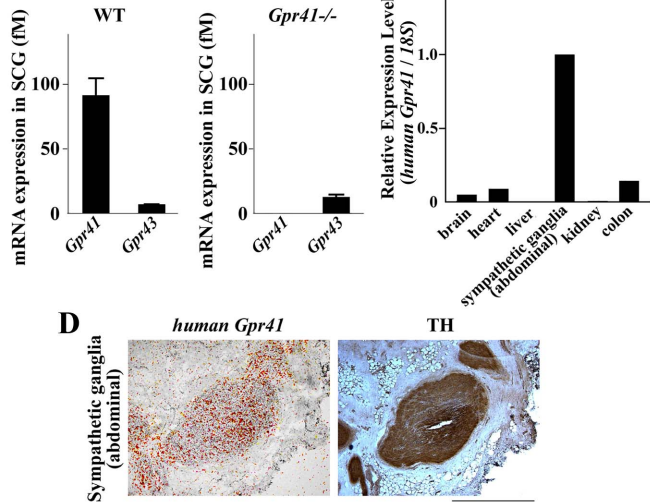 WT
mRNA expression in SCG (fM)
100
50
0
Gpr41
Gpr43
Gpr41-/-
mRNA expression in SCG (fM)
100
50
0
Gpr41
Gpr43
Relative Expression Level
(human Gpr41 / 18S)
1.0
0.5
0
brain
heart
liver
sympathetic ganglia
(abdominal)
kidney
colon
D
human Gpr41
TH
Sympathetic ganglia
(abdominal)